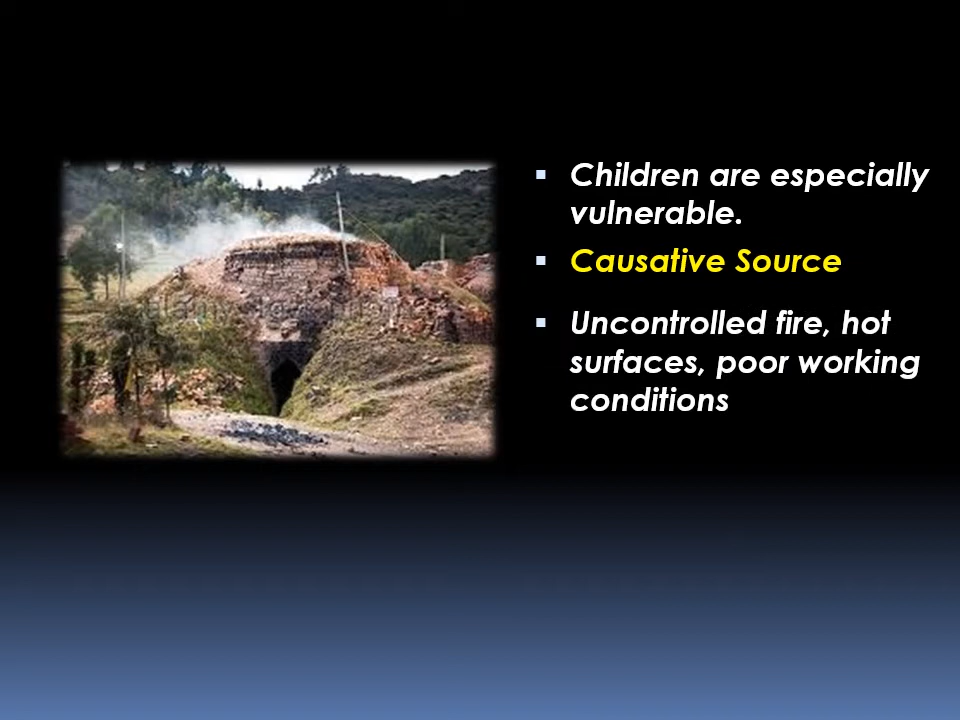 Children are especially
vulnerable.
Causative Source
Uncontrolled fire, hot
surfaces, poor working
conditions